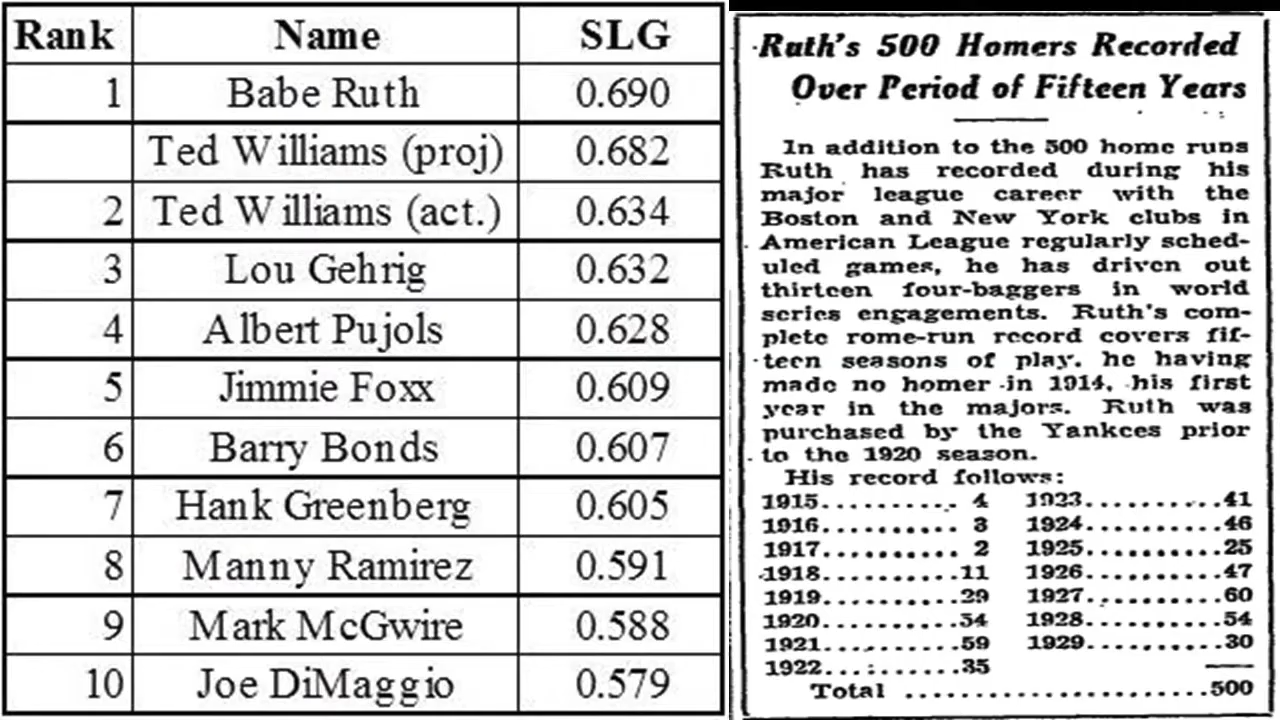 Rank Name SLG
1 Babe Ruth 0.690
Ted Williams (proj) 0.682
2 Ted Williams (act.) 0.634
3 Lou Gehrig 0.632
4 Albert Pujols 0.628
5 Jimmie Foxx 0.609
6 Barry Bonds 0.607
7 Hank Greenberg 0.605
8 Manny Ramirez 0.591
9 Mark McGwire 0.588
10 Joe DiMaggio 0.579
Ruth's 500 Homers Recorded
Over Period of Fifteen Years
In addition to the 500 home runs
Ruth has recorded during his
major league career with the
Boston and New York clubs in
American League regularly sched-
uled games, he has driven out
thirteen four-baggers in world
series engagements. Ruth's com-
plete rome-run record covers fif-
teen seasons of play, he having
made no homer in 1914, his first
year in the majors. Ruth was
purchased by the Yankees prior
to the 1920 season.
His record follows:
1915.......... 4 1923..........41
1916.......... 3 1924..........46
1917.......... 2 1925..........25
1918..........11 1926..........47
1919..........29 1927..........60
1920..........54 1928..........54
1921..........59 1929..........30
1922..........35
Total ......................500